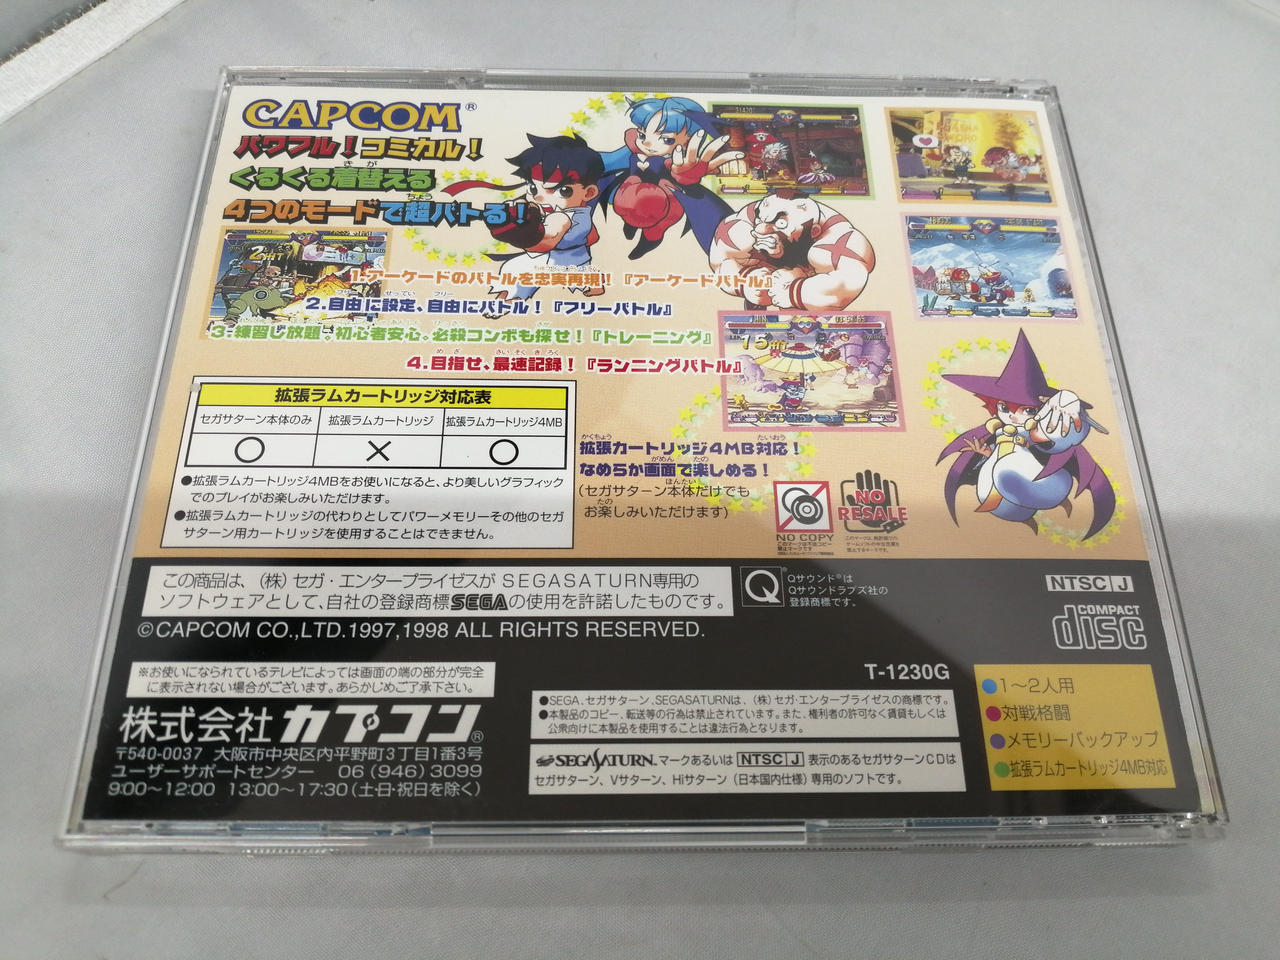 CAPCOM®
パワフル!コミカル!
くるくる着替える
4つのモードで超バトる!
1.アーケードのバトルを忠実再現!『アーケードバトル』
2.自由に設定、自由にバトル!『フリーバトル』
3.練習し放題。初心者安心。必殺コンボも探せ!『トレーニング』
4.目指せ、最速記録!『ランニングバトル』
拡張ラムカートリッジ対応表
セガサターン本体のみ 拡張ラムカートリッジ 拡張ラムカートリッジ4MB
○ × ○
●拡張ラムカートリッジ4MBをお使いになると、より美しいグラフィック
でのプレイがお楽しみいただけます。
●拡張ラムカートリッジの代わりとしてパワーメモリーその他のセガ
サターン用カートリッジを使用することはできません。
拡張カートリッジ4MB対応!
なめらか画面で楽しめる!
(セガサターン本体だけでも
お楽しみいただけます)
NO COPY
NO
RESALE
この商品は、(株)セガ・エンタープライゼスがSEGASATURN専用の
ソフトウェアとして、自社の登録商標SEGAの使用を許諾したものです。
Q
Qサウンド®は
Qサウンドラブズ社の
登録商標です。
NTSC J
COMPACT
disc
©CAPCOM CO.,LTD.1997,1998 ALL RIGHTS RESERVED.
T-1230G
※お使いになられているテレビによっては画面の端の部分が完全
に表示されない場合がございます。あらかじめご了承下さい。
株式会社カプコン®
〒540-0037 大阪市中央区内平野町3丁目1番3号
ユーザーサポートセンター 06(946)3099
9:00〜12:00 13:00〜17:30(土・日・祝日を除く)
●SEGA、セガサターン、SEGASATURNは、(株)セガ・エンタープライゼスの商標です。
●本製品のコピー、転送等の行為は禁止されています。また、権利者の許可なく賃貸もしくは
公衆向けに本製品を使用することは違法行為となります。
SEGASATURN.マークあるいはNTSC J表示のあるセガサターンCDは
セガサターン、Vサターン、Hiサターン(日本国内仕様)専用のソフトです。
●1〜2人用
●対戦格闘
●メモリーバックアップ
●拡張ラムカートリッジ4MB対応